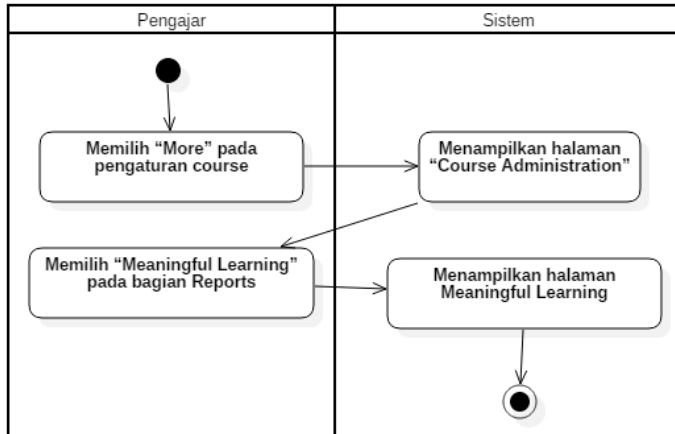 Pengajar
Sistem
Memilih “More” pada
pengaturan course
Menampilkan halaman
“Course Administration”
Memilih “Meaningful Learning”
pada bagian Reports
Menampilkan halaman
Meaningful Learning